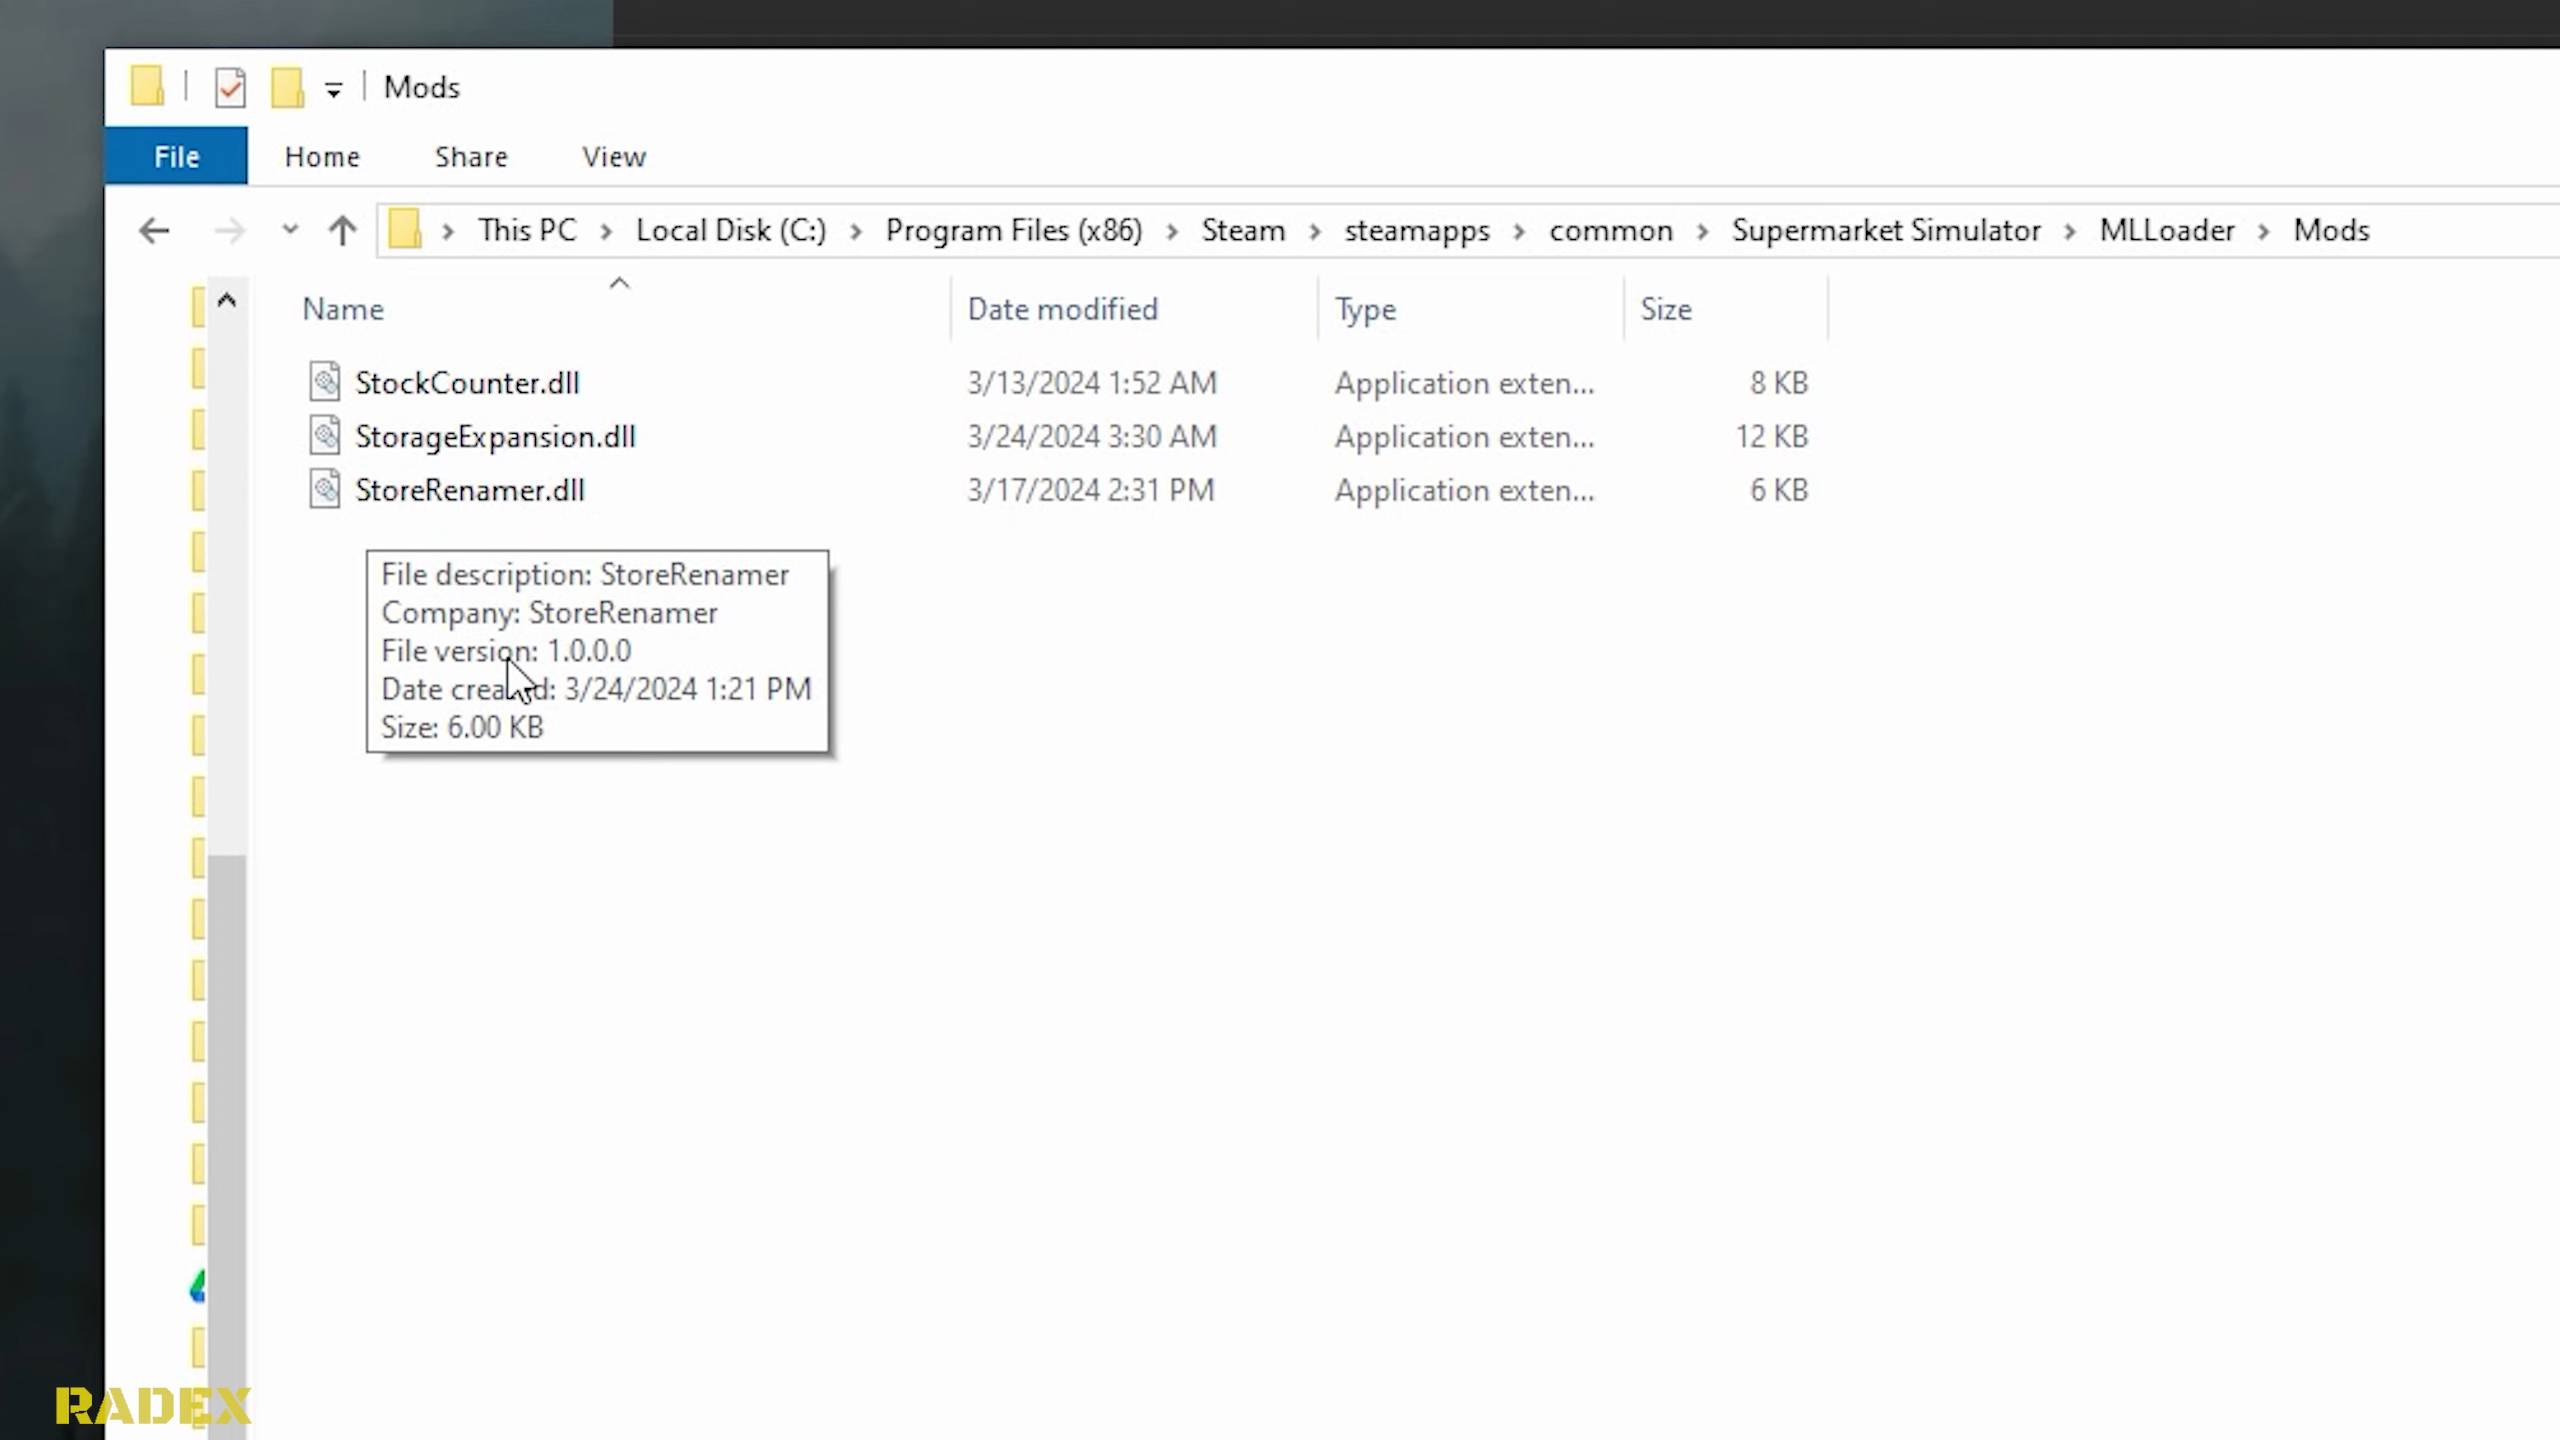 Mods
File Home Share View
This PC Local Disk (C:) Program Files (x86) Steam steamapps common Supermarket Simulator MLLoader Mods
Name Date modified Type Size
StockCounter.dll 3/13/2024 1:52 AM Application exten... 8 KB
StorageExpansion.dll 3/24/2024 3:30 AM Application exten... 12 KB
StoreRenamer.dll 3/17/2024 2:31 PM Application exten... 6 KB
File description: StoreRenamer
Company: StoreRenamer
File version: 1.0.0.0
Date created: 3/24/2024 1:21 PM
Size: 6.00 KB
RADEX